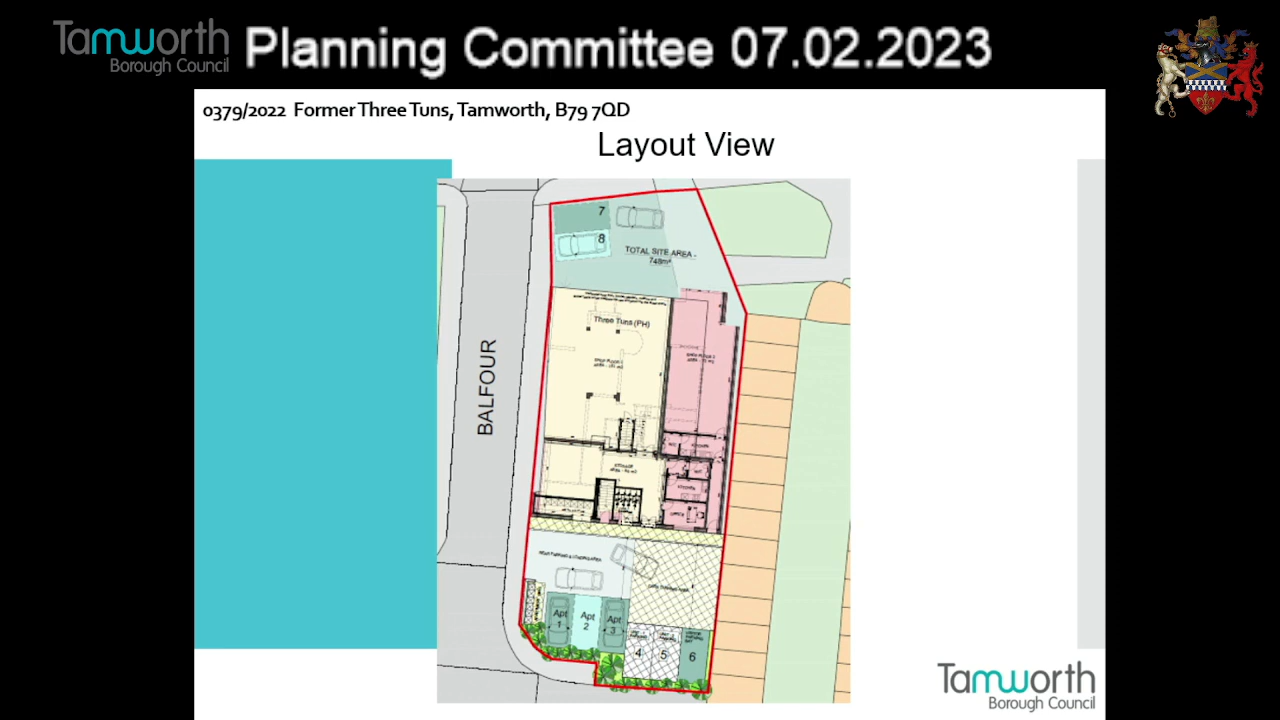 Tamworth
Borough Council
Planning Committee 07.02.2023
0379/2022 Former Three Tuns, Tamworth, B79 7QD
Layout View
7
8
TOTAL SITE AREA -
748m²
Three Tuns (PH)
BALFOUR
Apt
1
Apt
2
Apt
3
4
5
6
Tamworth
Borough Council